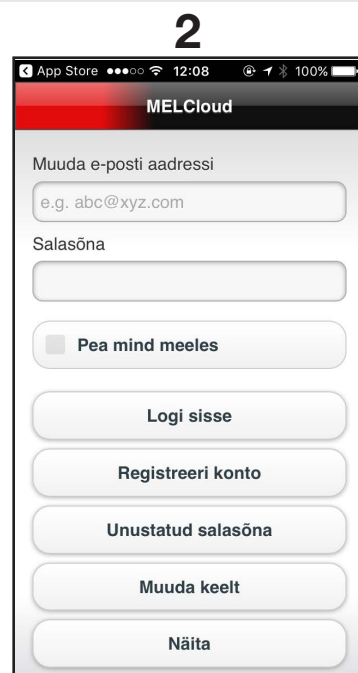 2
App Store 12:08 100%
MELCloud
Muuda e-posti aadressi
e.g. abc@xyz.com
Salasõna
Pea mind meeles
Logi sisse
Registreeri konto
Unustatud salasõna
Muuda keelt
Näita